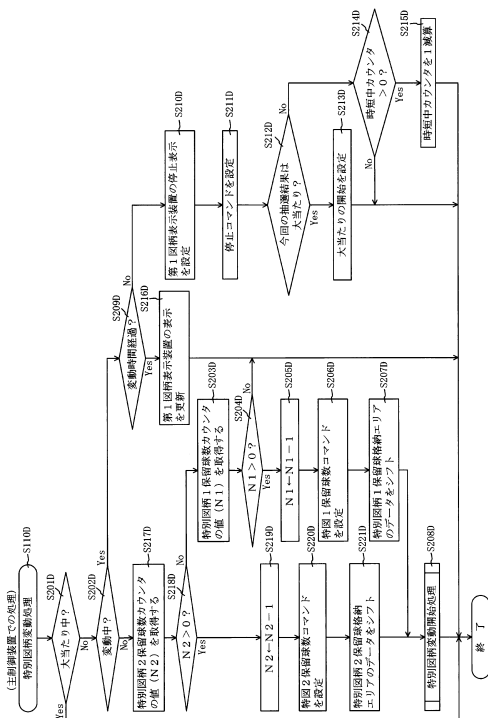 (主制御装置での処理)
特別図柄変動処理
S110D
大当たり中?
S201D
Yes
No
変動中?
S202D
Yes
No
特別図柄2保留球数カウンタ
の値(N2)を取得する
S217D
N2>0?
S218D
No
Yes
N2←N2-1
S219D
特図2保留球数コマンド
を設定
S220D
特別図柄2保留球格納
エリアのデータをシフト
S221D
特別図柄変動開始処理
S208D
終了
特別図柄1保留球数カウンタ
の値(N1)を取得する
S203D
N1>0?
S204D
No
Yes
N1←N1-1
S205D
特図1保留球数コマンド
を設定
S206D
特別図柄1保留球格納エリア
のデータをシフト
S207D
変動時間経過?
S209D
No
Yes
第1図柄表示装置の表示
を更新
S216D
第1図柄表示装置の停止表示
を設定
S210D
停止コマンドを設定
S211D
今回の抽選結果は
大当たり?
S212D
No
Yes
大当たりの開始を設定
S213D
時短中カウンタ
>0?
S214D
No
Yes
時短中カウンタを1減算
S215D